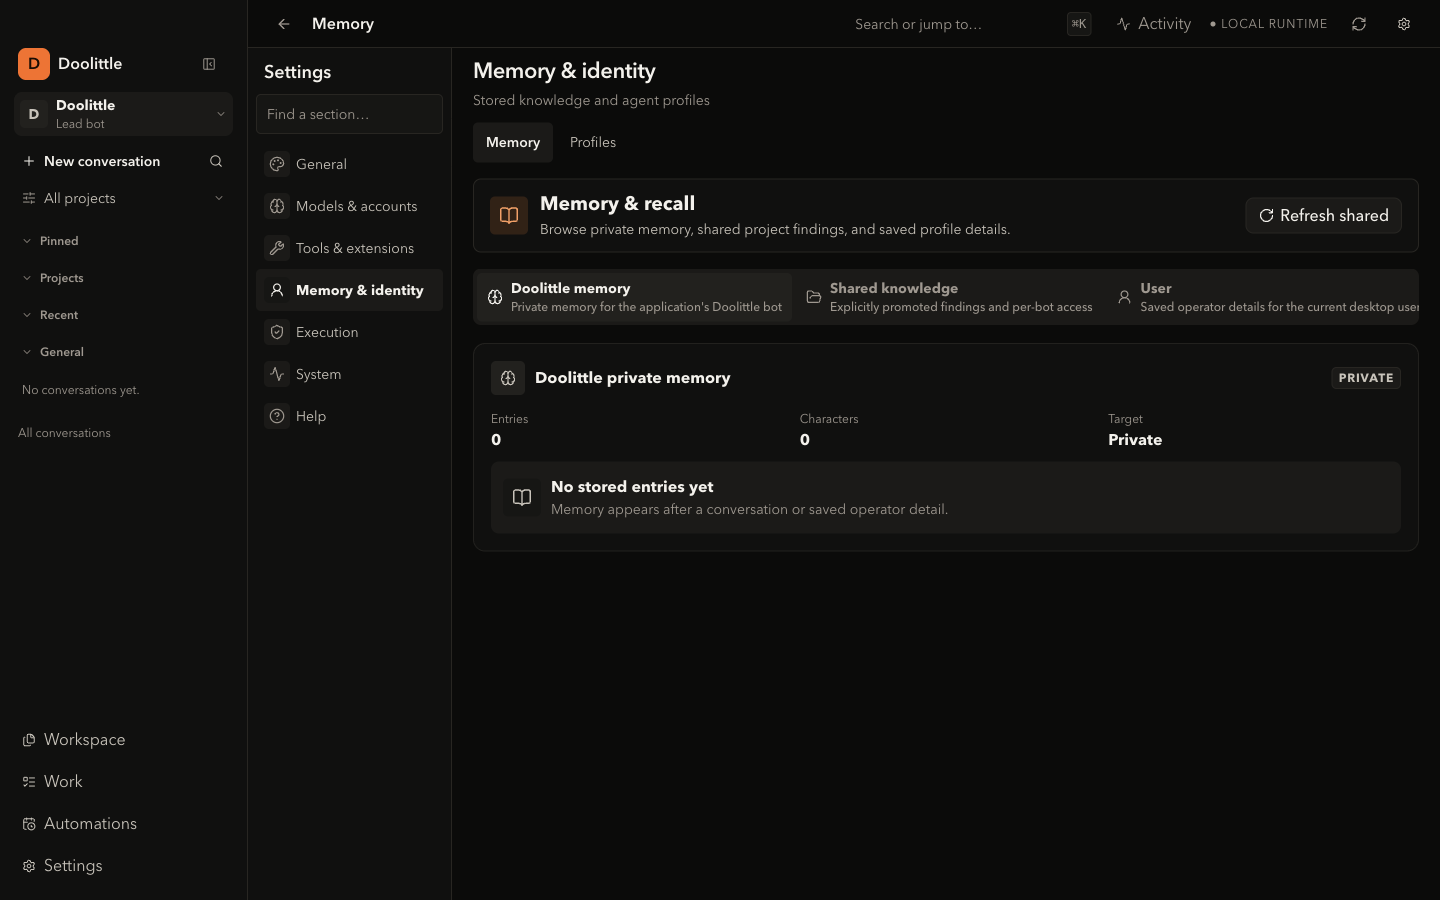 Doolittle
D
Doolittle
Lead bot
New conversation
All projects
Pinned
Projects
Recent
General
No conversations yet.
All conversations
Workspace
Work
Automations
Settings
Memory
Search or jump to…
⌘K
Activity
LOCAL RUNTIME
Settings
Find a section…
General
Models & accounts
Tools & extensions
Memory & identity
Execution
System
Help
Memory & identity
Stored knowledge and agent profiles
Memory
Profiles
Memory & recall
Browse private memory, shared project findings, and saved profile details.
Refresh shared
Doolittle memory
Private memory for the application's Doolittle bot
Shared knowledge
Explicitly promoted findings and per-bot access
User
Saved operator details for the current desktop user
Doolittle private memory
PRIVATE
Entries
0
Characters
0
Target
Private
No stored entries yet
Memory appears after a conversation or saved operator detail.